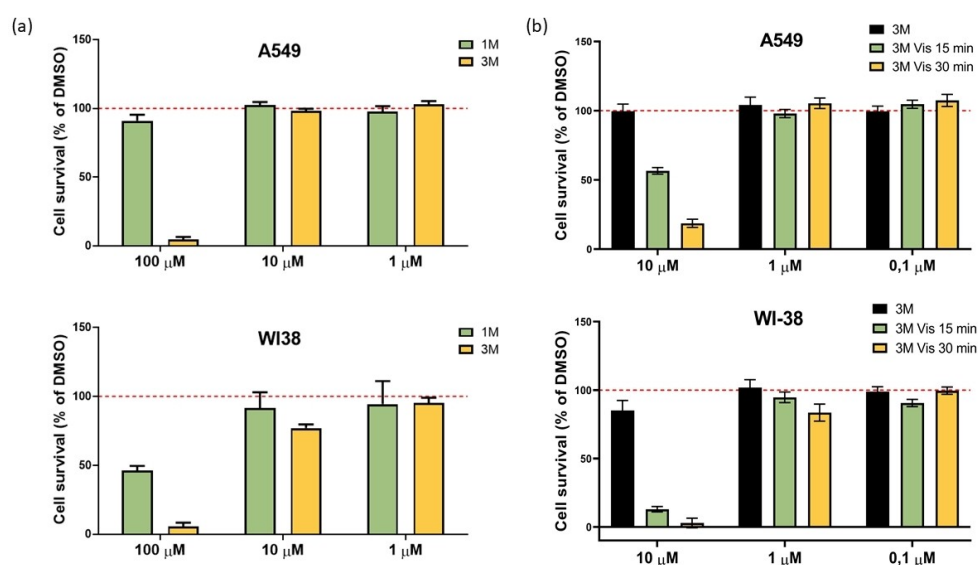 (a)
A549
1M
3M
Cell survival (% of DMSO)
150
100
50
0
100 µM
10 µM
1 µM
WI38
1M
3M
Cell survival (% of DMSO)
150
100
50
0
100 µM
10 µM
1 µM
(b)
A549
3M
3M Vis 15 min
3M Vis 30 min
Cell survival (% of DMSO)
150
100
50
0
10 µM
1 µM
0,1 µM
WI-38
3M
3M Vis 15 min
3M Vis 30 min
Cell survival (% of DMSO)
150
100
50
0
10 µM
1 µM
0,1 µM